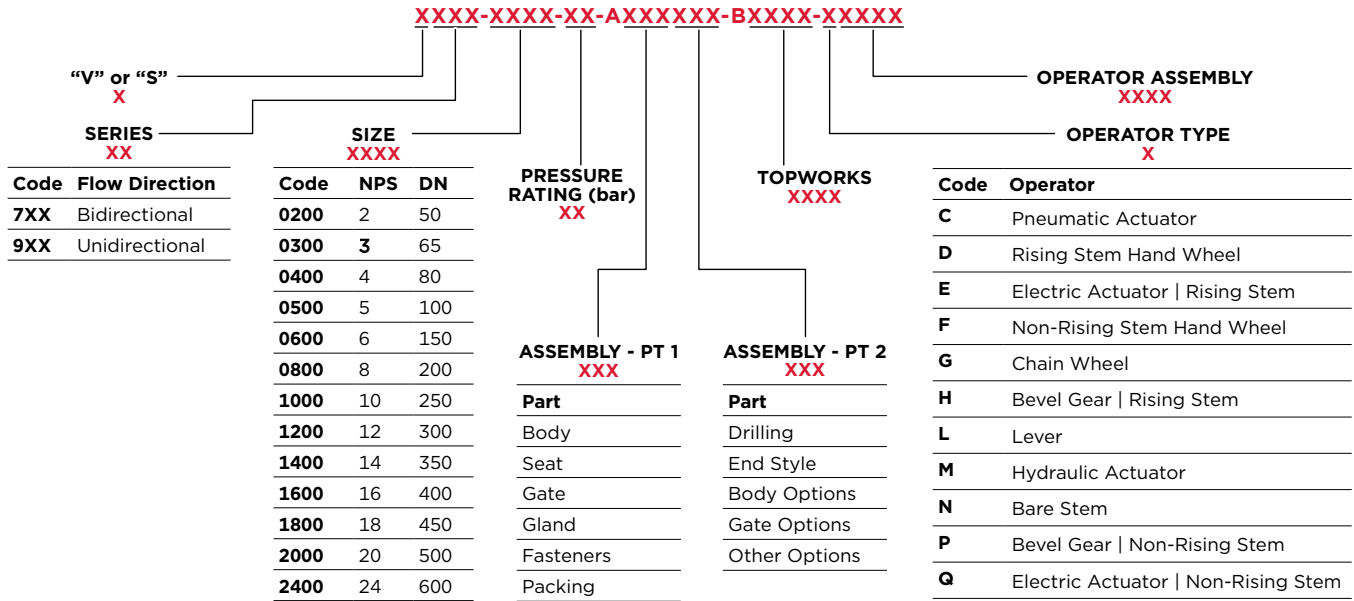 XXXX-XXXX-XX-AXXXXXX-BXXXX-XXXXX
“V” or “S”
X
SERIES
XX
Code Flow Direction
7XX Bidirectional
9XX Unidirectional
SIZE
XXXX
Code NPS DN
0200 2 50
0300 3 65
0400 4 80
0500 5 100
0600 6 150
0800 8 200
1000 10 250
1200 12 300
1400 14 350
1600 16 400
1800 18 450
2000 20 500
2400 24 600
PRESSURE
RATING (bar)
XX
ASSEMBLY - PT 1
XXX
Part
Body
Seat
Gate
Gland
Fasteners
Packing
ASSEMBLY - PT 2
XXX
Part
Drilling
End Style
Body Options
Gate Options
Other Options
TOPWORKS
XXXX
OPERATOR ASSEMBLY
XXXX
OPERATOR TYPE
X
Code Operator
C Pneumatic Actuator
D Rising Stem Hand Wheel
E Electric Actuator | Rising Stem
F Non-Rising Stem Hand Wheel
G Chain Wheel
H Bevel Gear | Rising Stem
L Lever
M Hydraulic Actuator
N Bare Stem
P Bevel Gear | Non-Rising Stem
Q Electric Actuator | Non-Rising Stem